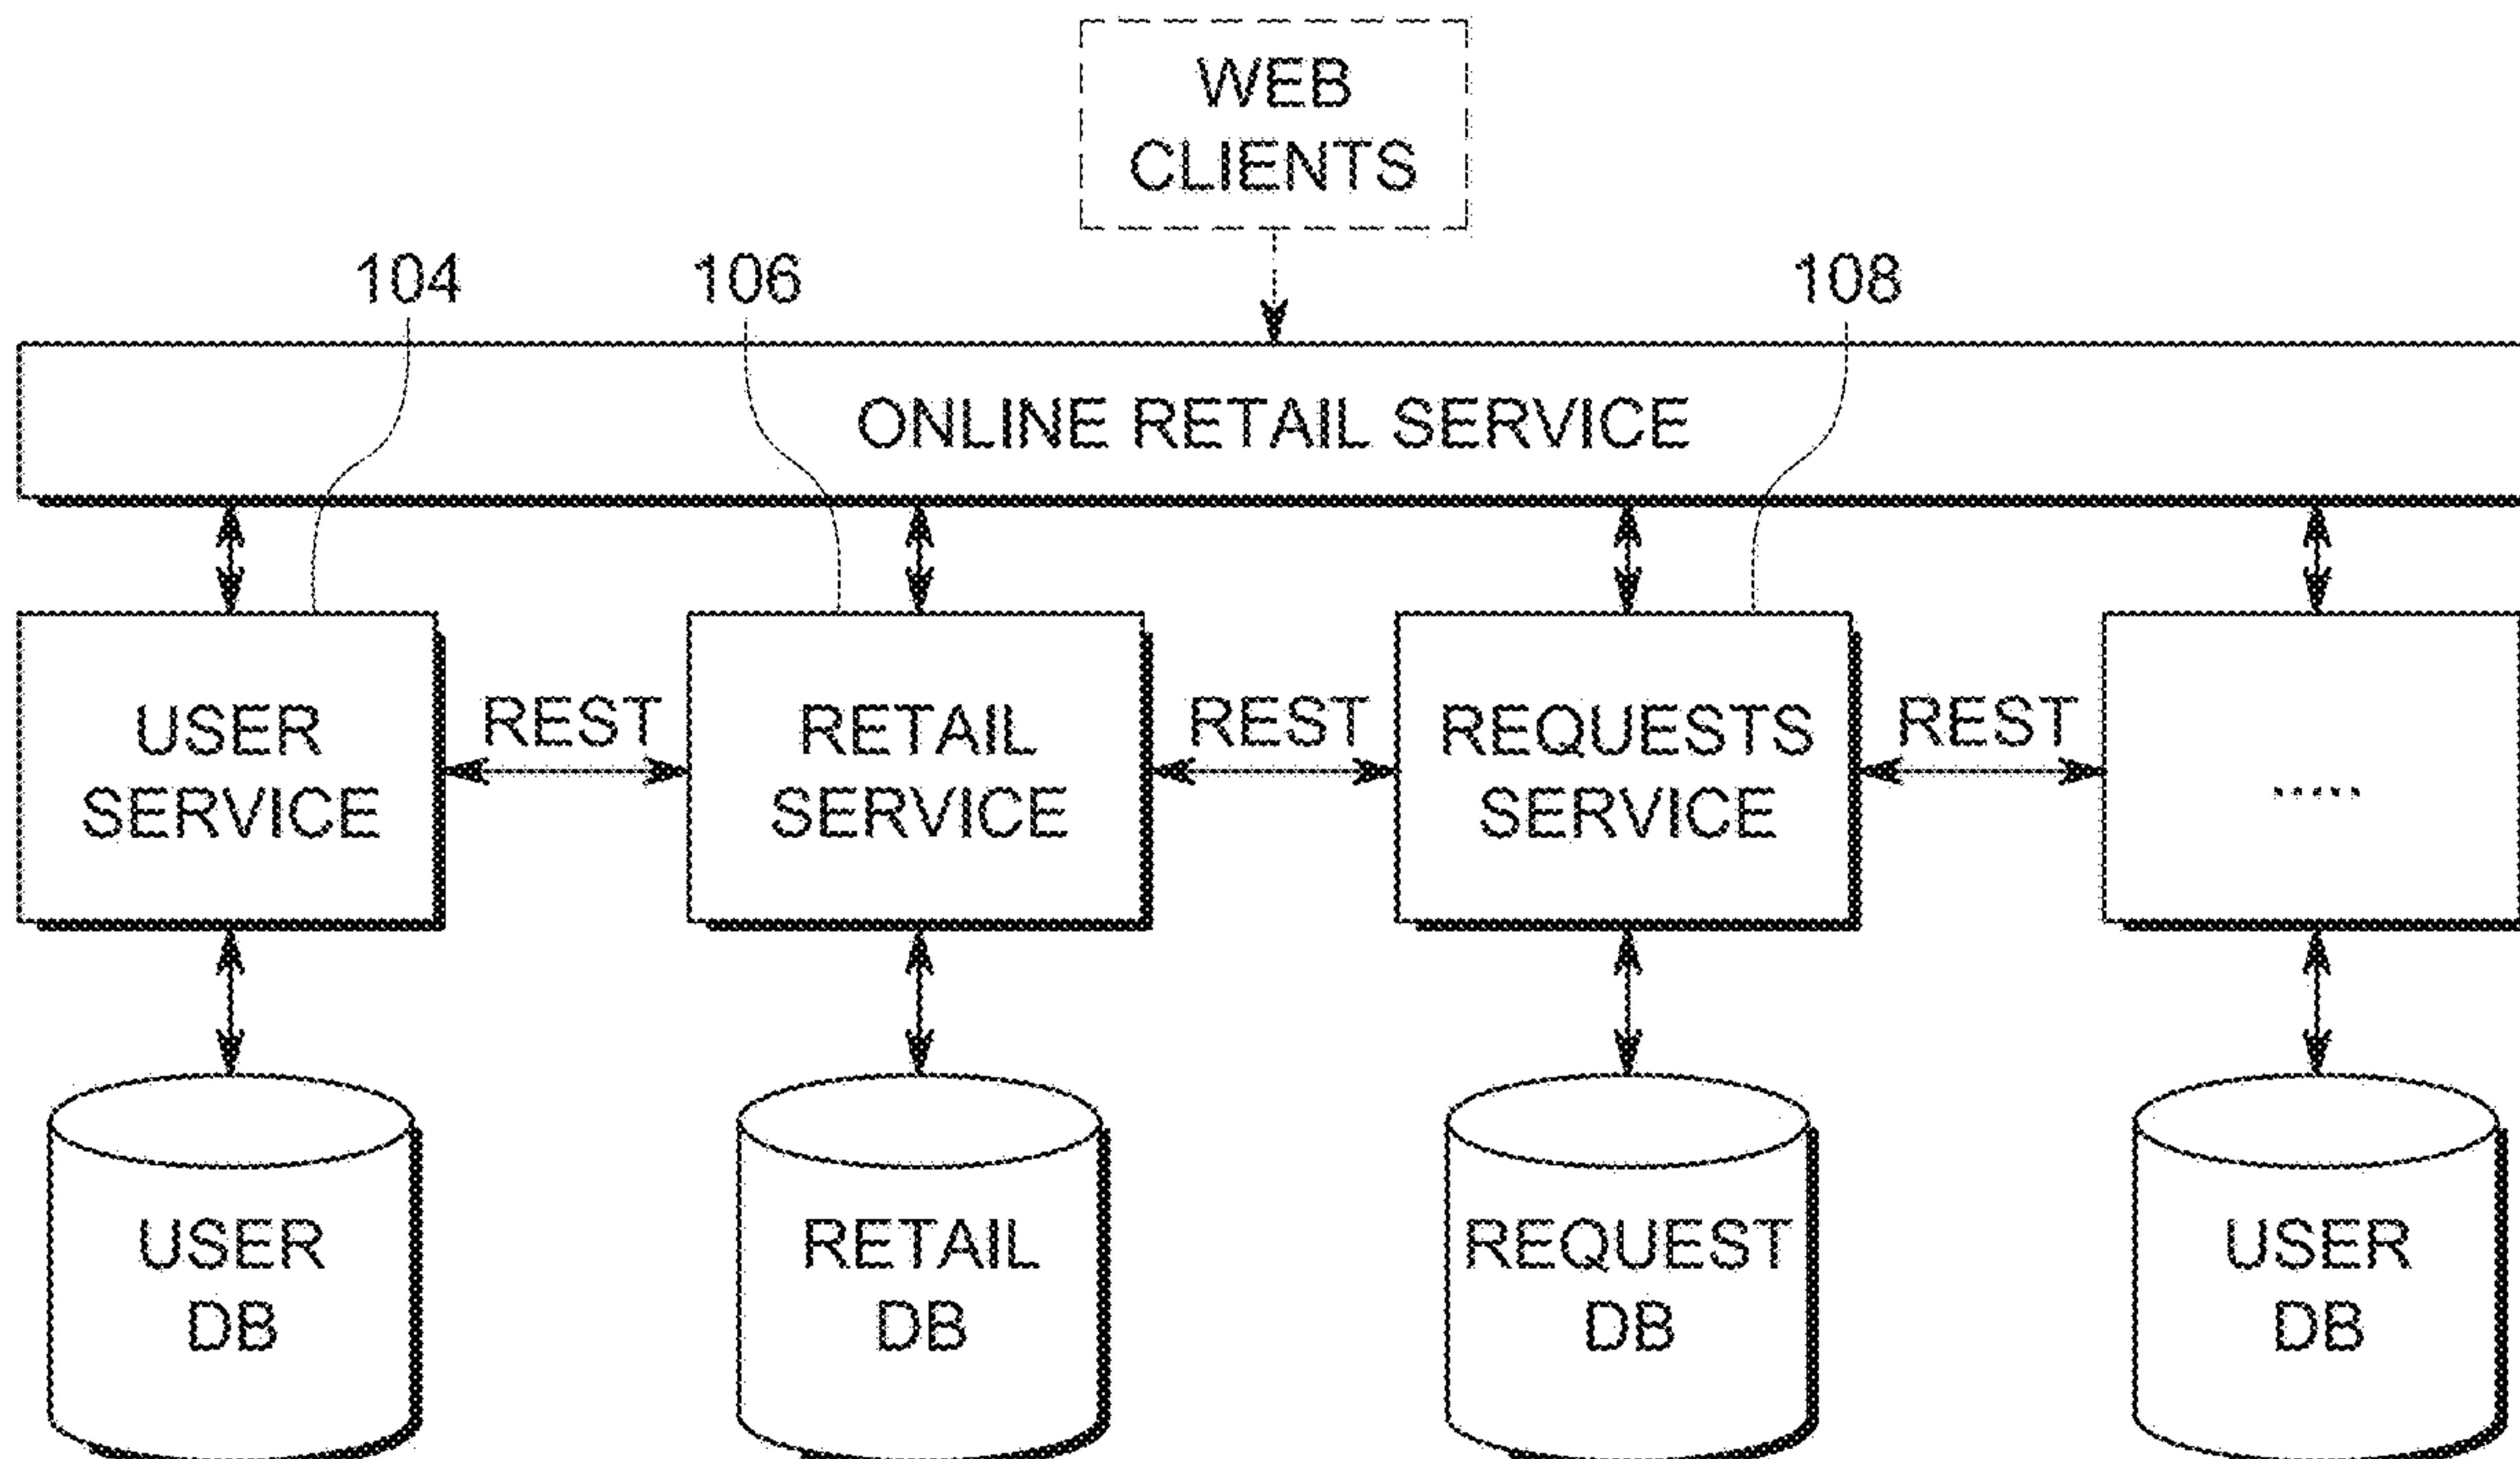 WEB
CLIENTS
104
106
108
ONLINE RETAIL SERVICE
USER
SERVICE
REST
RETAIL
SERVICE
REST
REQUESTS
SERVICE
REST
.....
USER
DB
RETAIL
DB
REQUEST
DB
USER
DB